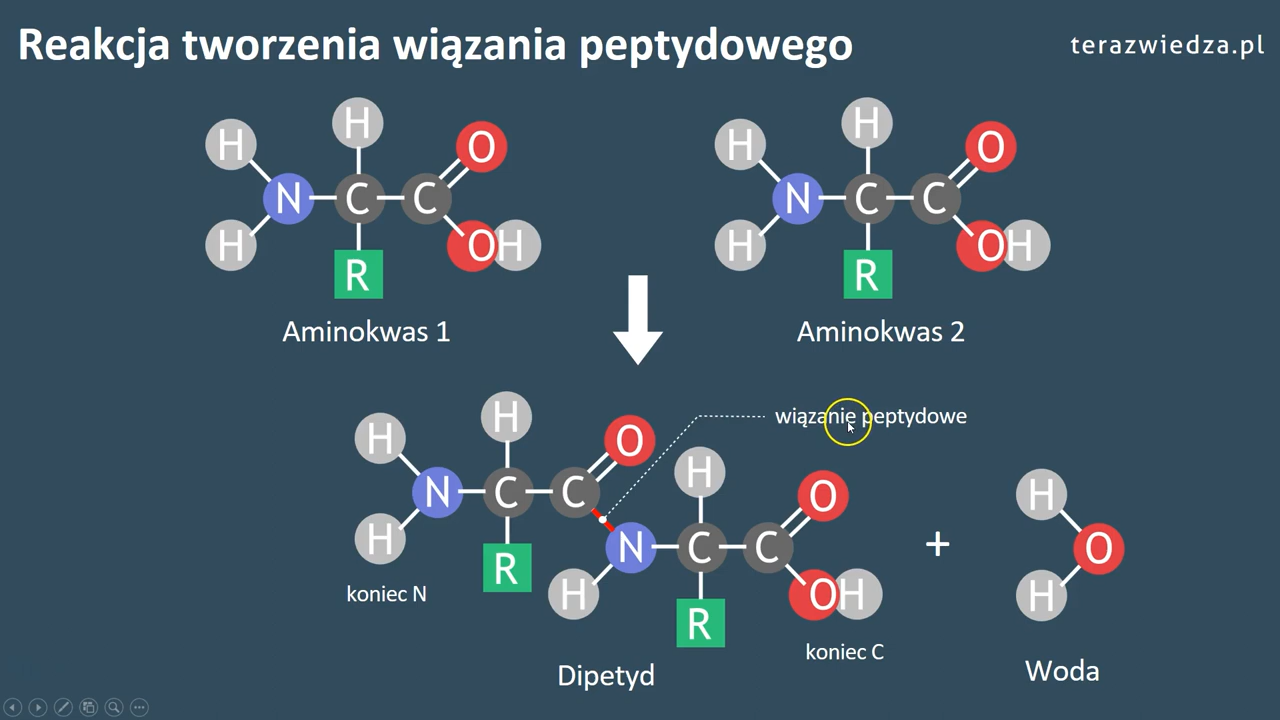 Reakcja tworzenia wiązania peptydowego
terazwiedza.pl
H H O
N C C
H R OH
Aminokwas 1
H H O
N C C
H R OH
Aminokwas 2
wiązanie peptydowe
H H O
N C C
H R
koniec N
H O
N C C
H R OH
koniec C
Dipetyd
+
H
O
H
Woda